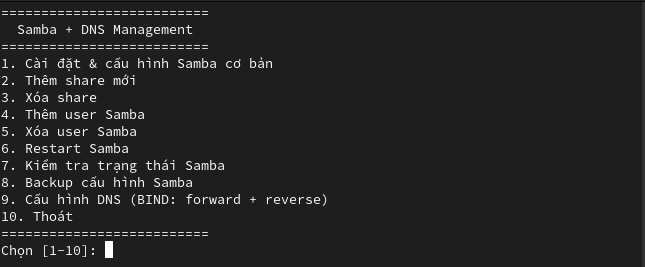 ==========================
  Samba + DNS Management
==========================
1. Cài đặt & cấu hình Samba cơ bản
2. Thêm share mới
3. Xóa share
4. Thêm user Samba
5. Xóa user Samba
6. Restart Samba
7. Kiểm tra trạng thái Samba
8. Backup cấu hình Samba
9. Cấu hình DNS (BIND: forward + reverse)
10. Thoát
==========================
Chọn [1-10]: